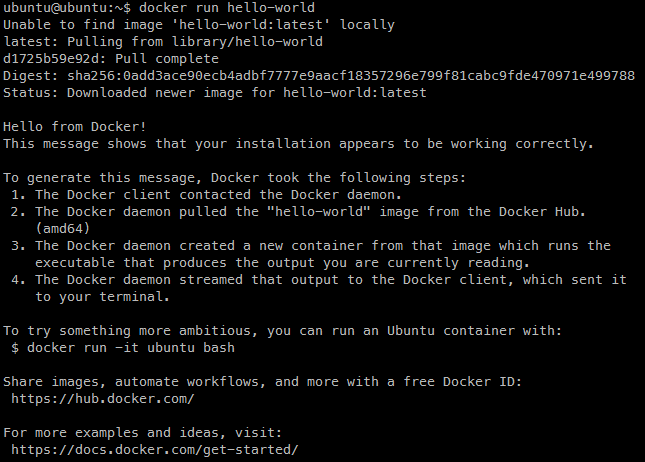 ubuntu@ubuntu:~$ docker run hello-world
Unable to find image 'hello-world:latest' locally
latest: Pulling from library/hello-world
d1725b59e92d: Pull complete
Digest: sha256:0add3ace90ecb4adbf7777e9aacf18357296e799f81cabc9fde470971e499788
Status: Downloaded newer image for hello-world:latest

Hello from Docker!
This message shows that your installation appears to be working correctly.

To generate this message, Docker took the following steps:
 1. The Docker client contacted the Docker daemon.
 2. The Docker daemon pulled the "hello-world" image from the Docker Hub.
    (amd64)
 3. The Docker daemon created a new container from that image which runs the
    executable that produces the output you are currently reading.
 4. The Docker daemon streamed that output to the Docker client, which sent it
    to your terminal.

To try something more ambitious, you can run an Ubuntu container with:
 $ docker run -it ubuntu bash

Share images, automate workflows, and more with a free Docker ID:
 https://hub.docker.com/

For more examples and ideas, visit:
 https://docs.docker.com/get-started/